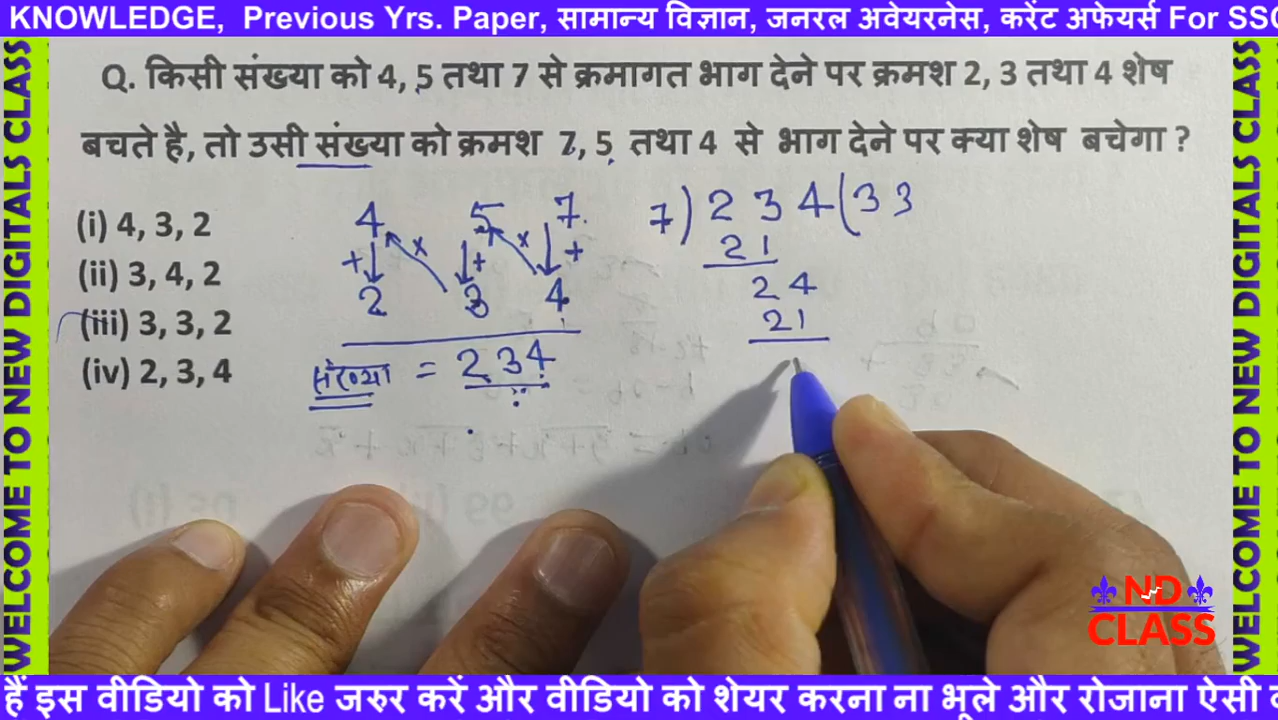 KNOWLEDGE, Previous Yrs. Paper, सामान्य विज्ञान, जनरल अवेयरनेस, करेंट अफेयर्स For SSC
WELCOME TO NEW DIGITALS CLASS
Q. किसी संख्या को 4, 5 तथा 7 से क्रमागत भाग देने पर क्रमश 2, 3 तथा 4 शेष
बचते है, तो उसी संख्या को क्रमश 7, 5 तथा 4 से भाग देने पर क्या शेष बचेगा ?
(i) 4, 3, 2
(ii) 3, 4, 2
(iii) 3, 3, 2
(iv) 2, 3, 4
4 5 7
+ × + × +
2 3 4
संख्या = 234
7) 234 (33
21
24
21
ND
CLASS
WELCOME TO NEW DIGITALS CLASS
हैं इस वीडियो को Like जरुर करें और वीडियो को शेयर करना ना भूले और रोजाना ऐसी